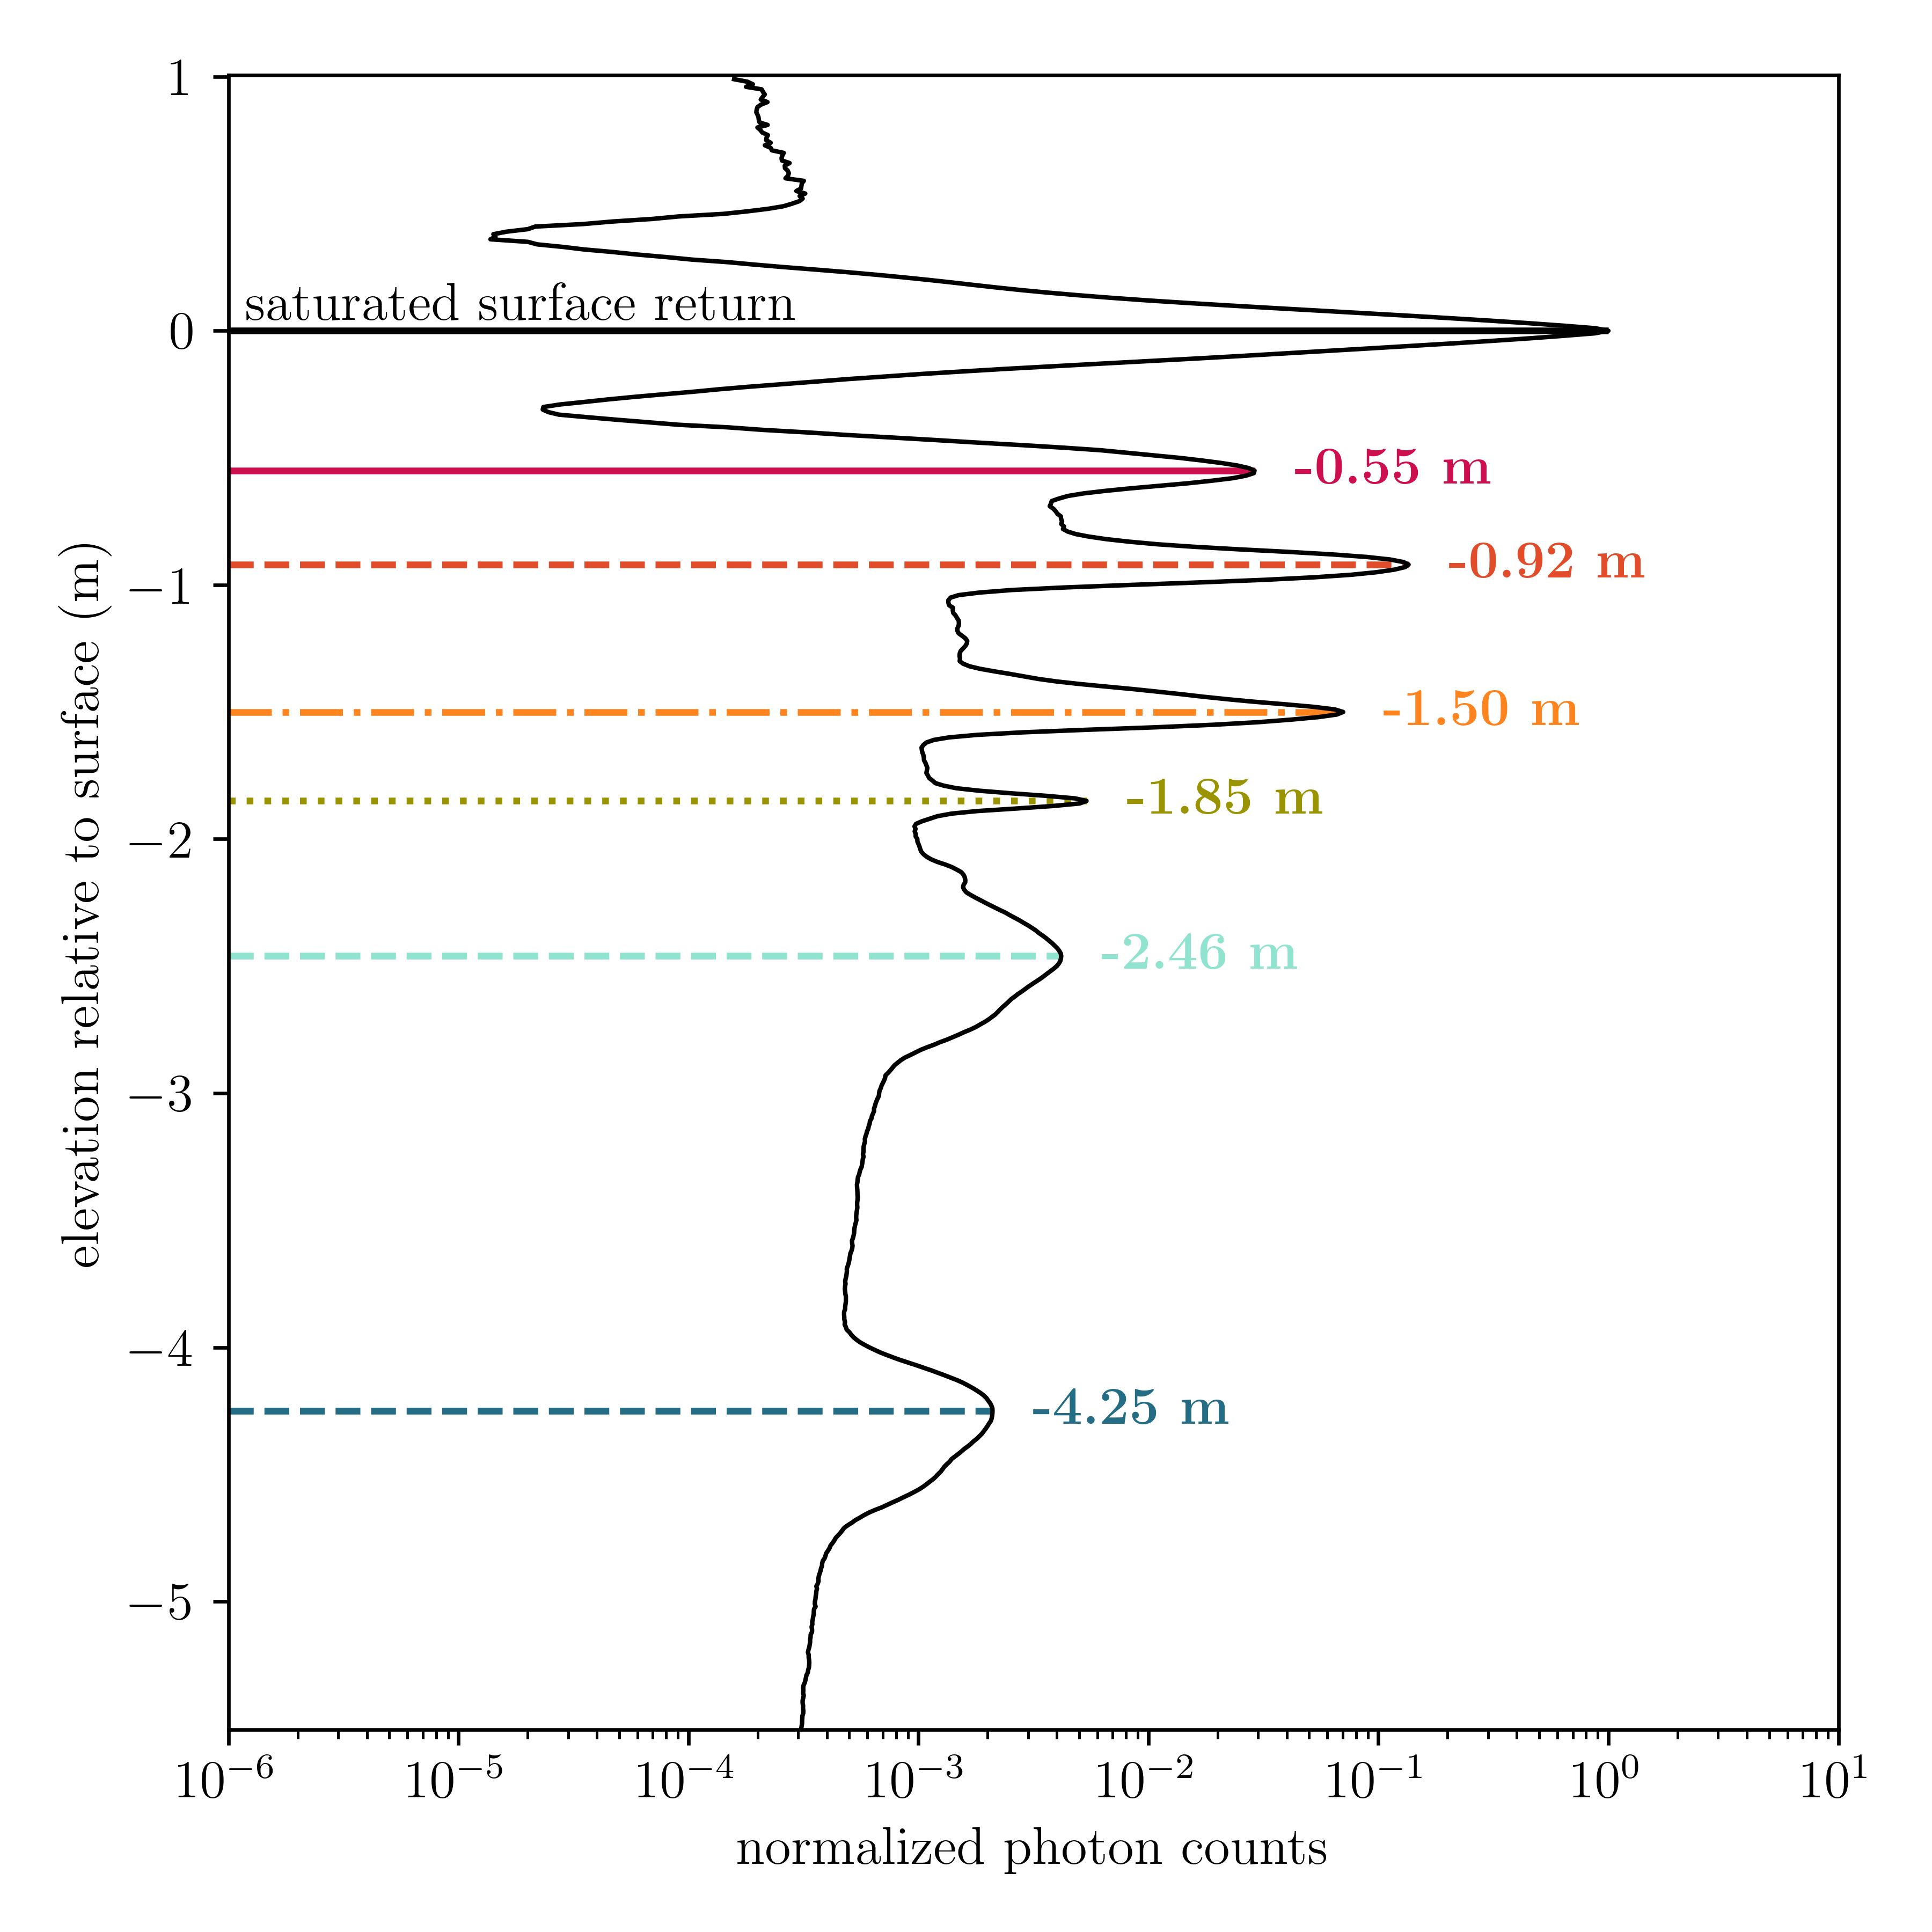 1
saturated surface return
0
-0.55 m
-0.92 m
−1
-1.50 m
-1.85 m
−2
-2.46 m
−3
−4
-4.25 m
−5
elevation relative to surface (m)
10⁻⁶ 10⁻⁵ 10⁻⁴ 10⁻³ 10⁻² 10⁻¹ 10⁰ 10¹
normalized photon counts